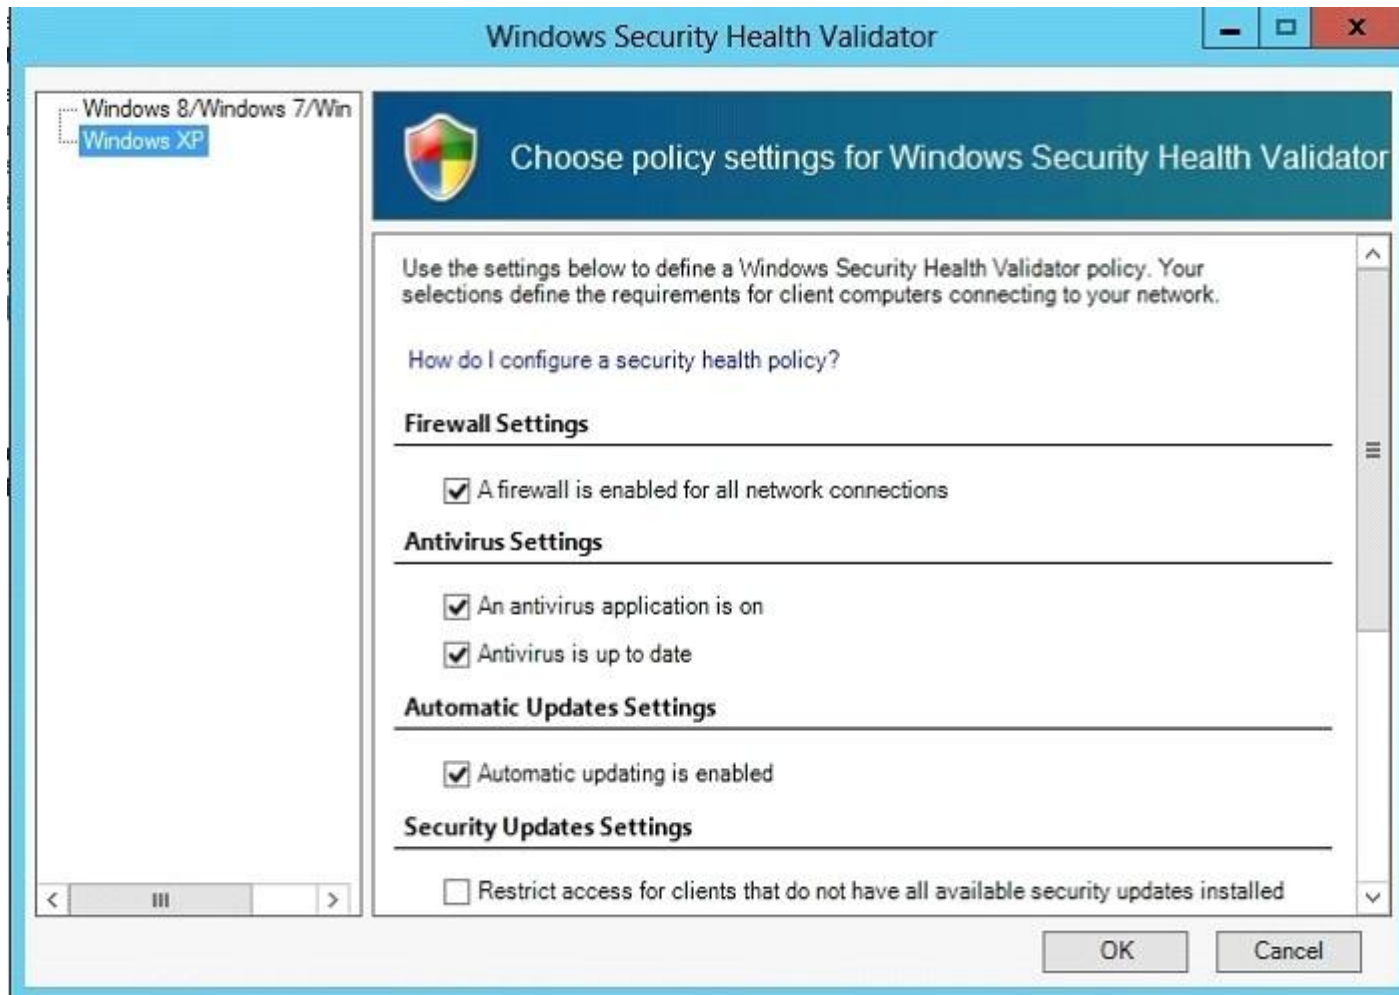 Windows Security Health Validator
Windows 8/Windows 7/Win
Windows XP
Choose policy settings for Windows Security Health Validator
Use the settings below to define a Windows Security Health Validator policy. Your
selections define the requirements for client computers connecting to your network.
How do I configure a security health policy?
Firewall Settings
A firewall is enabled for all network connections
Antivirus Settings
An antivirus application is on
Antivirus is up to date
Automatic Updates Settings
Automatic updating is enabled
Security Updates Settings
Restrict access for clients that do not have all available security updates installed
OK
Cancel